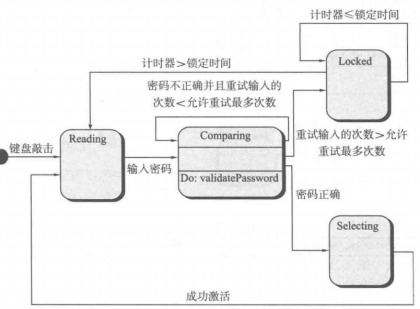 计时器≤锁定时间
计时器>锁定时间
Locked
密码不正确并且重试输入的
次数<允许重试最多次数
Reading
Comparing
键盘敲击
输入密码
重试输入的次数>允许
重试最多次数
Do: validatePassword
密码正确
Selecting
成功激活